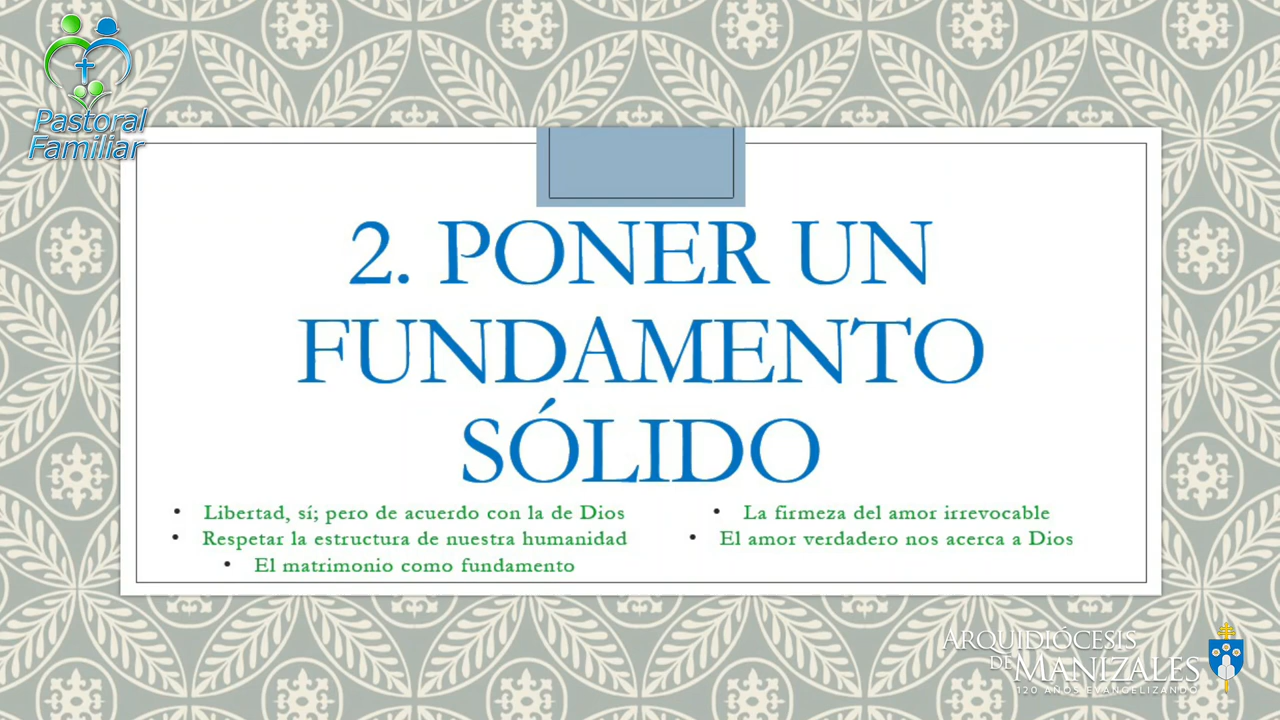 Pastoral
Familiar
2. PONER UN
FUNDAMENTO
SÓLIDO
• Libertad, sí; pero de acuerdo con la de Dios
• Respetar la estructura de nuestra humanidad
• El matrimonio como fundamento
• La firmeza del amor irrevocable
• El amor verdadero nos acerca a Dios
ARQUIDIÓCESIS
DE MANIZALES
120 AÑOS EVANGELIZANDO